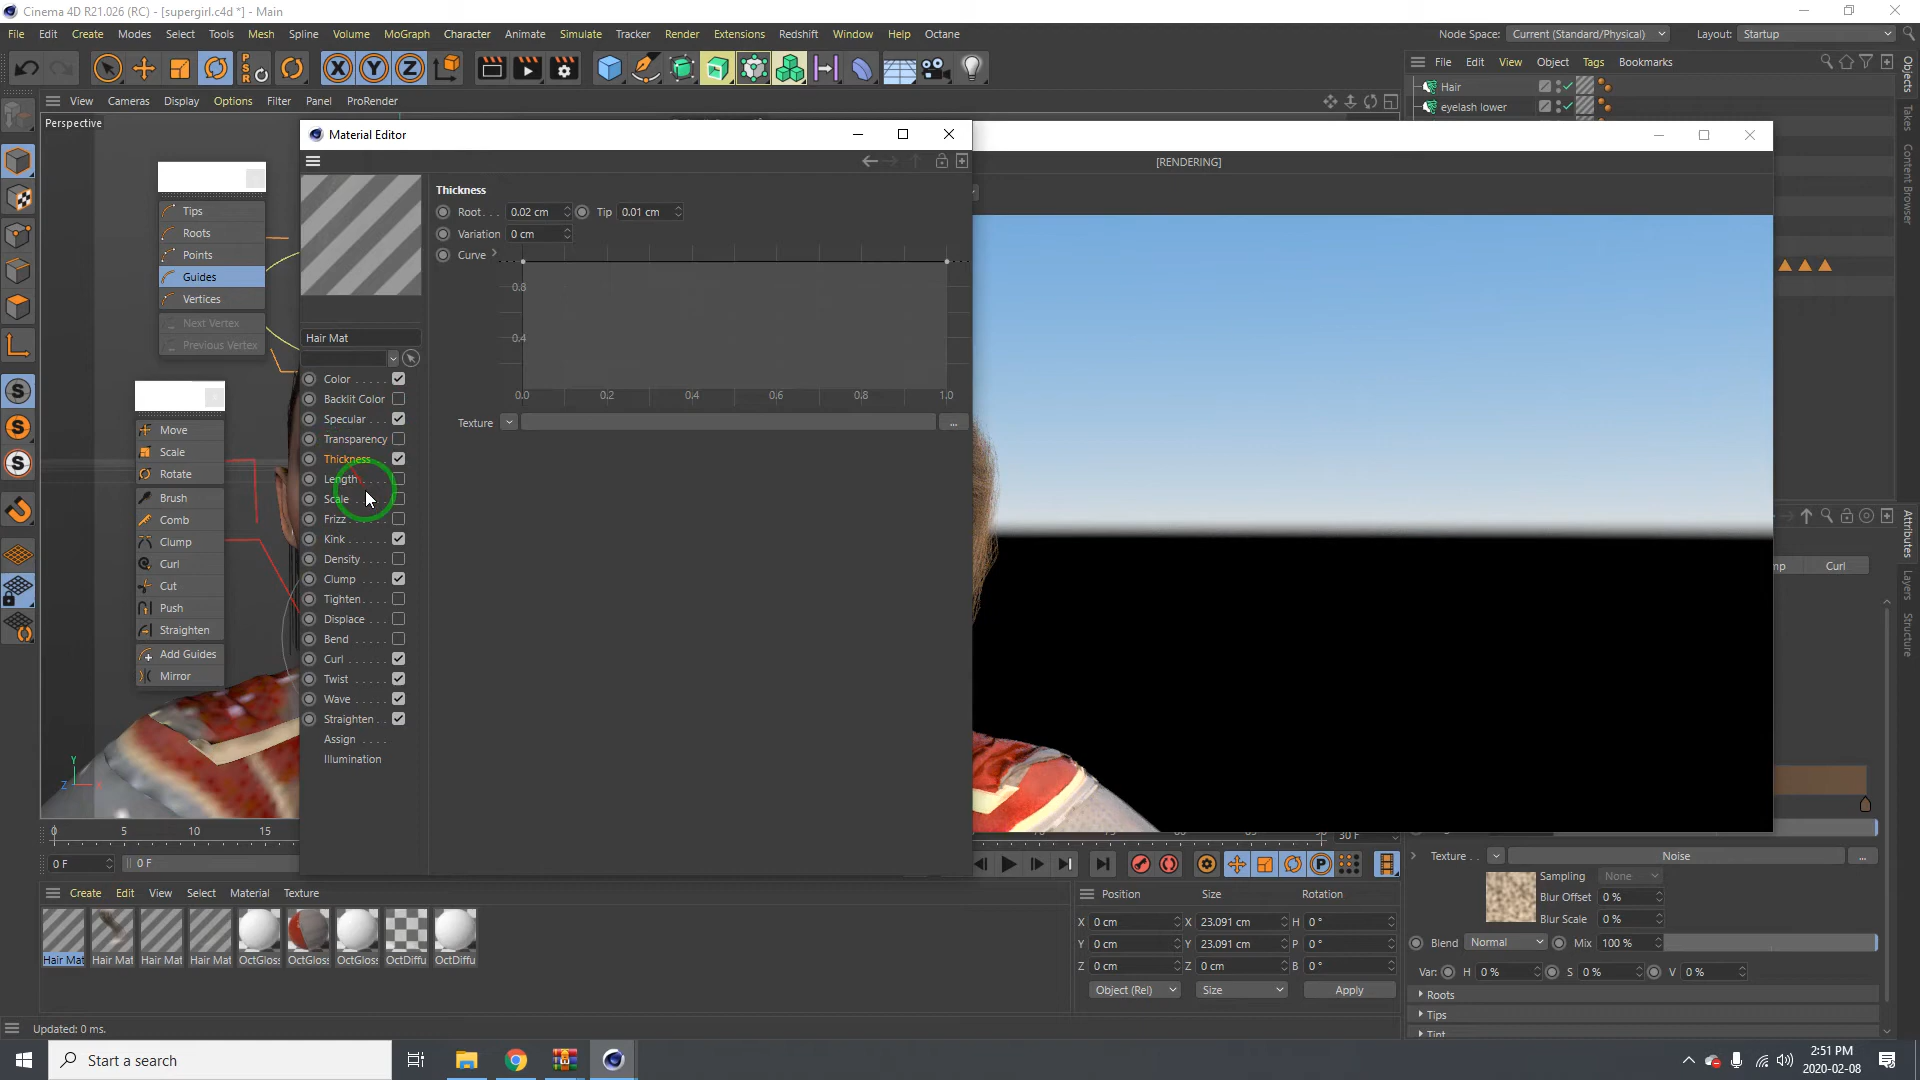 Cinema 4D R21.026 (RC) - [supergirl.c4d *] - Main
File Edit Create Modes Select Tools Mesh Spline Volume MoGraph Character Animate Simulate Tracker Render Extensions Redshift Window Help Octane
Node Space: Current (Standard/Physical) Layout: Startup
File Edit View Object Tags Bookmarks
View Cameras Display Options Filter Panel ProRender
Perspective
Hair
eyelash lower
Objects
Takes
Content Browser
Attributes
Layers
Structure
Material Editor
[RENDERING]
Tips
Roots
Points
Guides
Vertices
Next Vertex
Previous Vertex
Move
Scale
Rotate
Brush
Comb
Clump
Curl
Cut
Push
Straighten
Add Guides
Mirror
Thickness
Root. . . 0.02 cm Tip 0.01 cm
Variation 0 cm
Curve
0.8
0.4
0.0 0.2 0.4 0.6 0.8 1.0
Texture ...
Hair Mat
Color . . . . .
Backlit Color
Specular . . .
Transparency
Thickness . .
Length . . . .
Scale . . . . .
Frizz . . . . .
Kink . . . . .
Density . . . .
Clump . . . .
Tighten . . . .
Displace . . .
Bend . . . . .
Curl . . . . .
Twist . . . . .
Wave . . . . .
Straighten . .
Assign . . . .
Illumination
mp Curl
Y
Z X
0 5 10 15
30 F
0 F 0 F
Create Edit View Select Material Texture
Hair Mat Hair Mat Hair Mat Hair Mat OctGloss OctGloss OctGloss OctDiffu OctDiffu
Position Size Rotation
X 0 cm X 23.091 cm H 0 °
Y 0 cm Y 23.091 cm P 0 °
Z 0 cm Z 0 cm B 0 °
Object (Rel) Size Apply
Texture . . Noise ...
Sampling None
Blur Offset 0 %
Blur Scale 0 %
Blend Normal Mix 100 %
Var: H 0 % S 0 % V 0 %
Roots
Tips
Tint
Updated: 0 ms.
Start a search
2:51 PM
2020-02-08